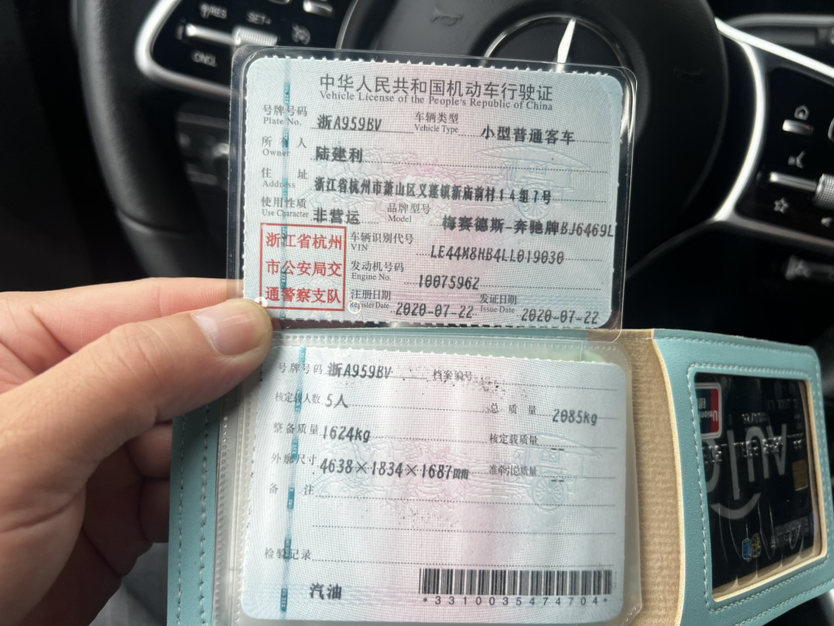 RES
SET+
CNCL
中华人民共和国机动车行驶证
Vehicle License of the People's Republic of China
号牌号码 浙A959BV 车辆类型 小型普通客车
Plate No. Vehicle Type
所有人 陆建利
Owner
住址 浙江省杭州市萧山区义蓬镇新庙前村14组7号
Address
使用性质 非营运 品牌型号 梅赛德斯-奔驰牌BJ6469L
Use Character Model
浙江省杭州
市公安局交
通警察支队
车辆识别代号 LE44M8HB4LL019030
VIN
发动机号码 10075962
Engine No.
注册日期 2020-07-22 发证日期 2020-07-22
Register Date Issue Date
号牌号码 浙A959BV 档案编号
核定载人数 5人 总质量 2085kg
整备质量 1624kg 核定载质量 --
外廓尺寸 4638×1834×1687mm 准牵引总质量 --
备注
检验记录
汽油
*3310035474704*